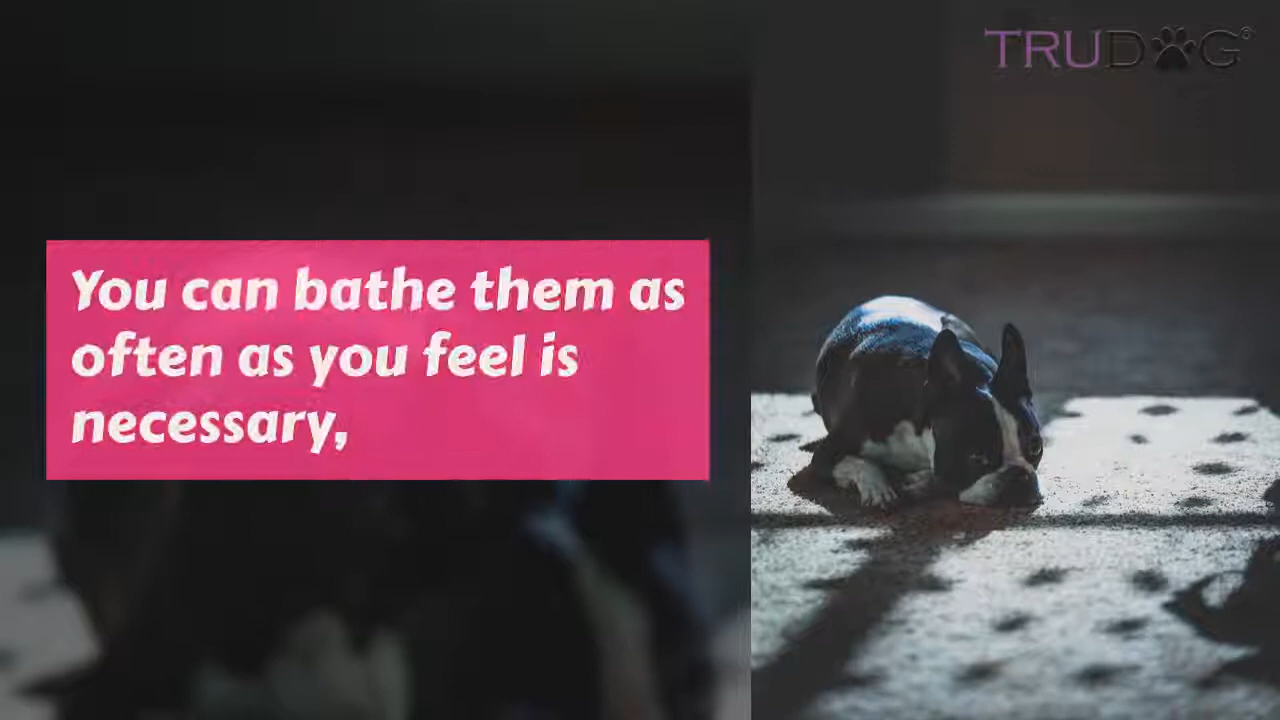 TRUDOG®
You can bathe them as
often as you feel is
necessary,